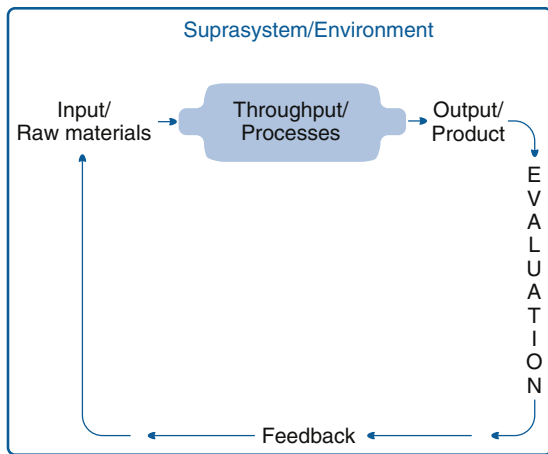 Suprasystem/Environment
Input/
Raw materials
Throughput/
Processes
Output/
Product
E
V
A
L
U
A
T
I
O
N
Feedback